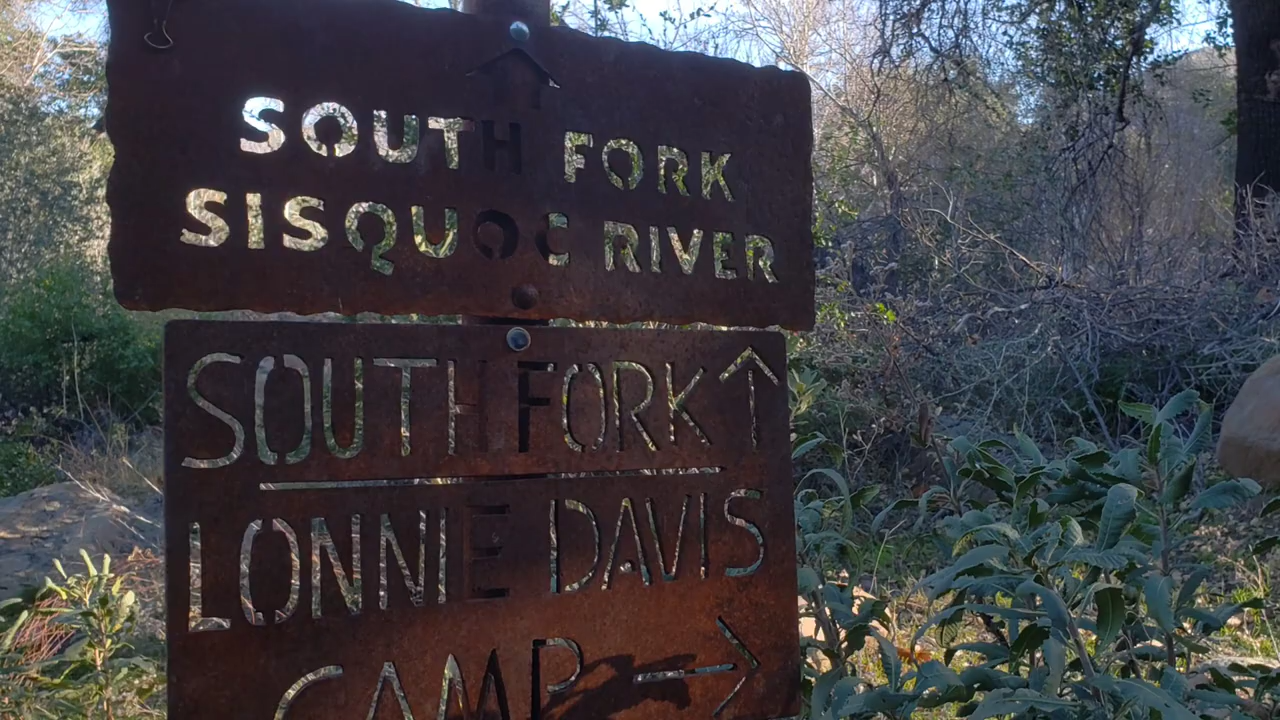 SOUTH FORK
SISQUOC RIVER
SOUTH FORK ↑
LONNIE DAVIS
CAMP →